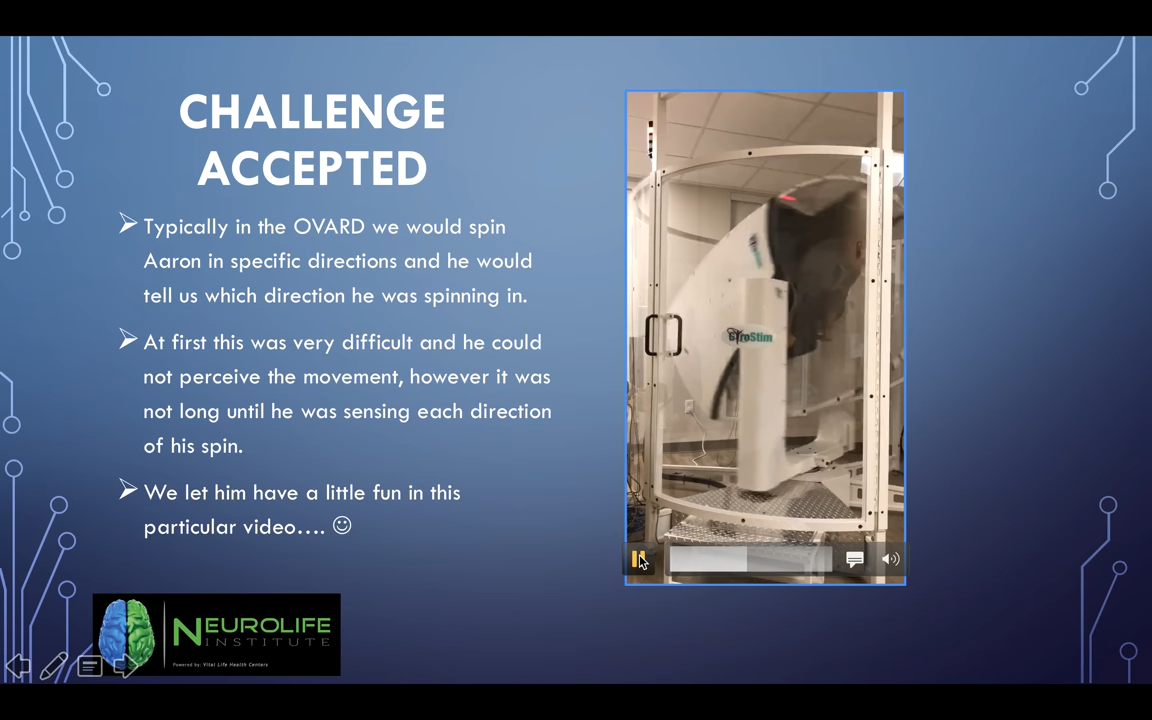 CHALLENGE
ACCEPTED
Typically in the OVARD we would spin
Aaron in specific directions and he would
tell us which direction he was spinning in.
At first this was very difficult and he could
not perceive the movement, however it was
not long until he was sensing each direction
of his spin.
We let him have a little fun in this
particular video.... ☺
GyroStim
NEUROLIFE
INSTITUTE
Powered by: Vital Life Health Centers